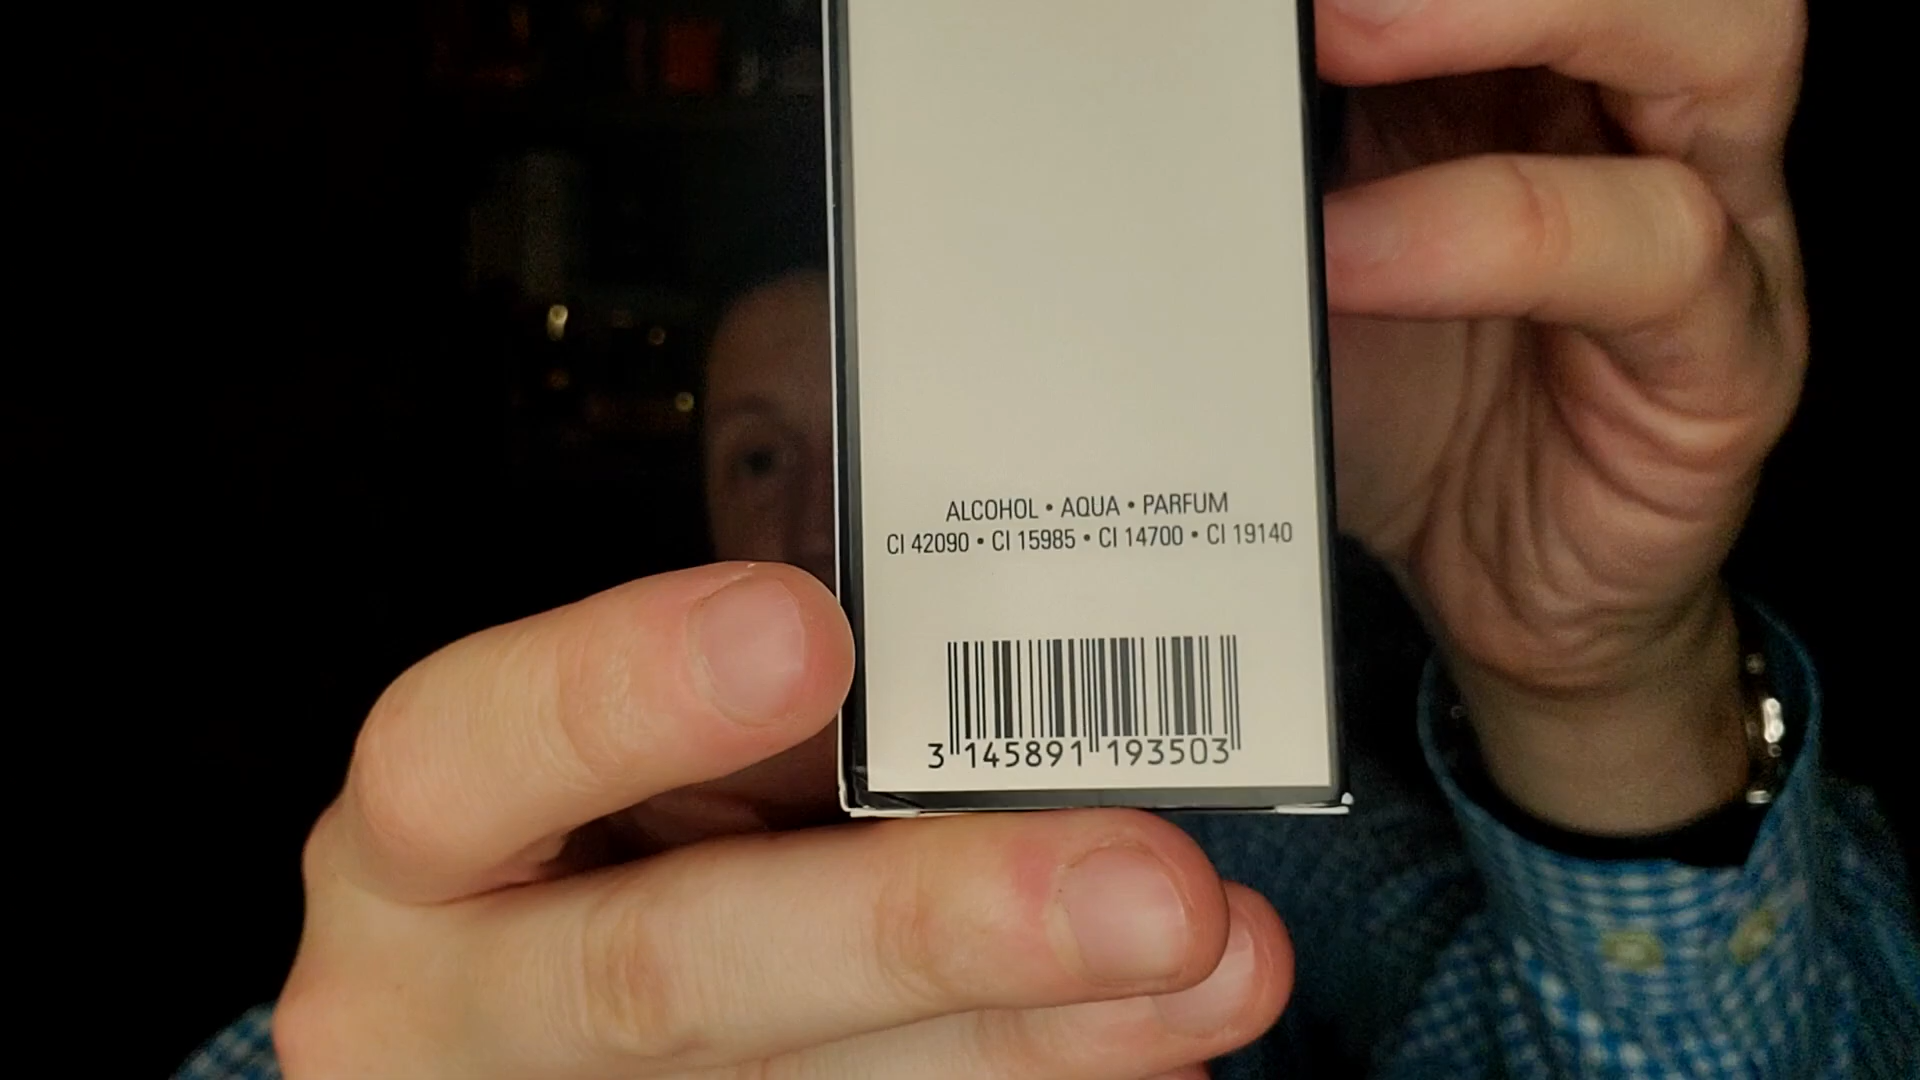 ALCOHOL • AQUA • PARFUM
CI 42090 • CI 15985 • CI 14700 • CI 19140
3 145891 193503